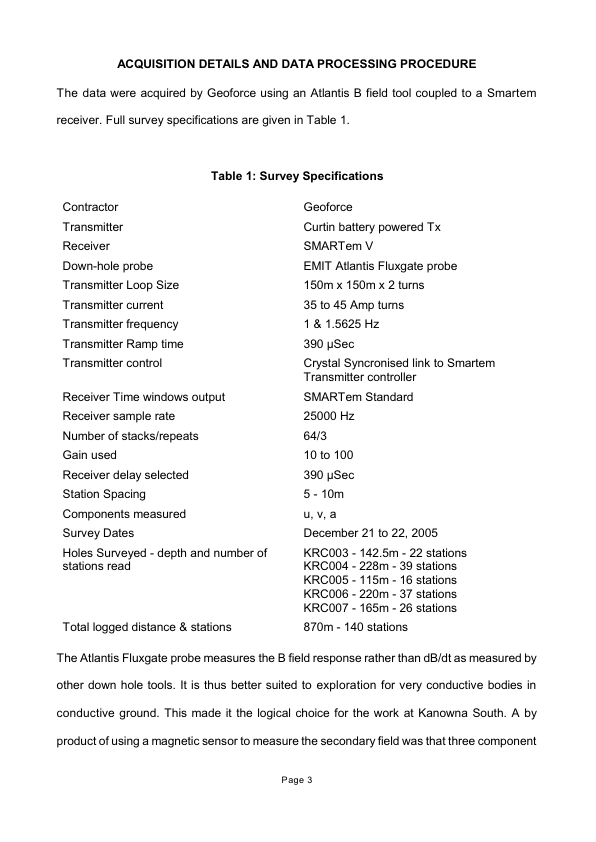 ACQUISITION DETAILS AND DATA PROCESSING PROCEDURE
The data were acquired by Geoforce using an Atlantis B field tool coupled to a Smartem
receiver. Full survey specifications are given in Table 1.
Table 1: Survey Specifications
Contractor Geoforce
Transmitter Curtin battery powered Tx
Receiver SMARTem V
Down-hole probe EMIT Atlantis Fluxgate probe
Transmitter Loop Size 150m x 150m x 2 turns
Transmitter current 35 to 45 Amp turns
Transmitter frequency 1 & 1.5625 Hz
Transmitter Ramp time 390 µSec
Transmitter control Crystal Syncronised link to Smartem
Transmitter controller
Receiver Time windows output SMARTem Standard
Receiver sample rate 25000 Hz
Number of stacks/repeats 64/3
Gain used 10 to 100
Receiver delay selected 390 µSec
Station Spacing 5 - 10m
Components measured u, v, a
Survey Dates December 21 to 22, 2005
Holes Surveyed - depth and number of KRC003 - 142.5m - 22 stations
stations read KRC004 - 228m - 39 stations
KRC005 - 115m - 16 stations
KRC006 - 220m - 37 stations
KRC007 - 165m - 26 stations
Total logged distance & stations 870m - 140 stations
The Atlantis Fluxgate probe measures the B field response rather than dB/dt as measured by
other down hole tools. It is thus better suited to exploration for very conductive bodies in
conductive ground. This made it the logical choice for the work at Kanowna South. A by
product of using a magnetic sensor to measure the secondary field was that three component
Page 3